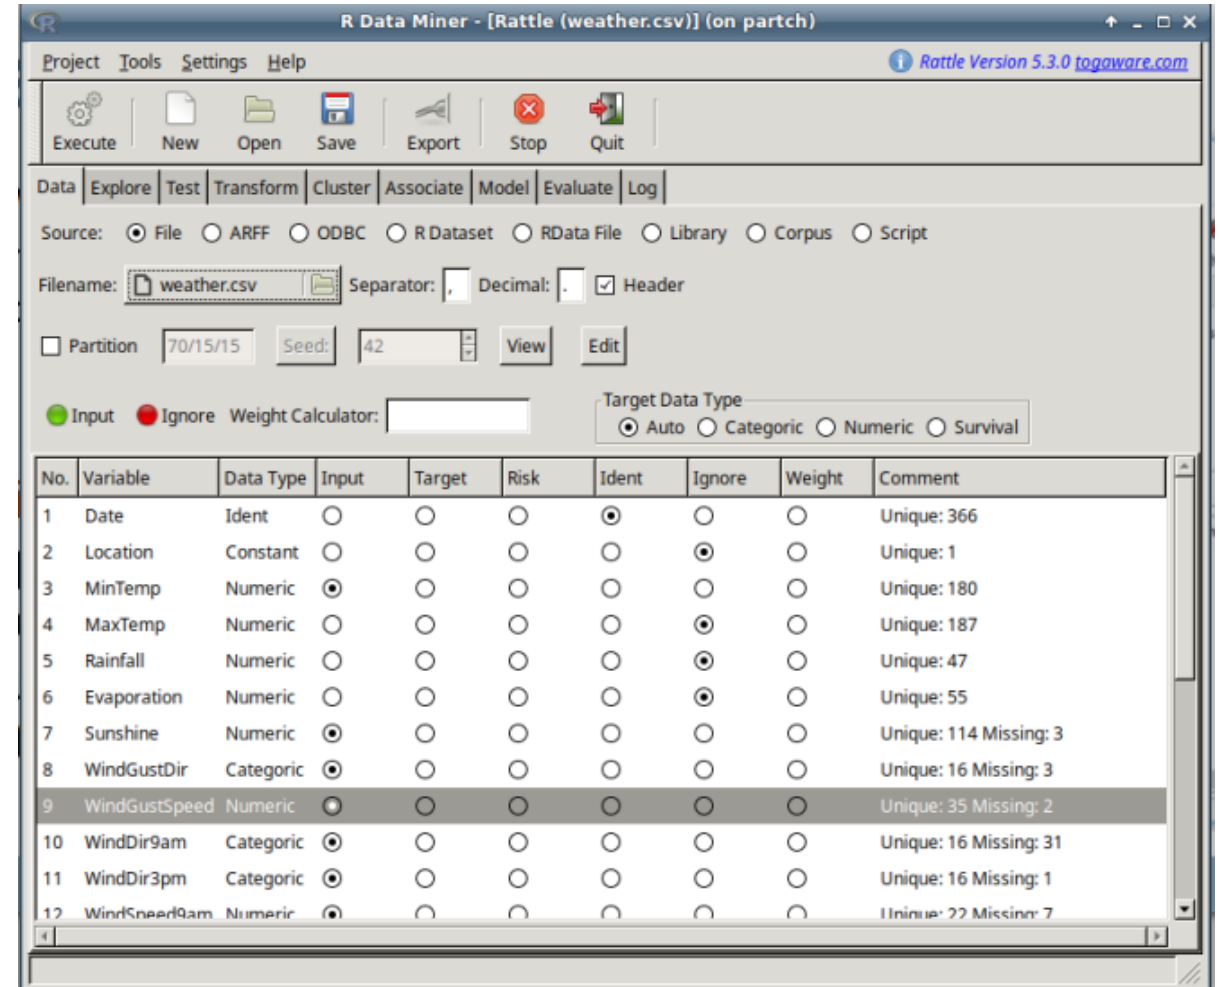 R Data Miner - [Rattle (weather.csv)] (on partch)
Project Tools Settings Help Rattle Version 5.3.0 togaware.com
Execute New Open Save Export Stop Quit
Data Explore Test Transform Cluster Associate Model Evaluate Log
Source: File ARFF ODBC R Dataset RData File Library Corpus Script
Filename: weather.csv Separator: , Decimal: . Header
Partition 70/15/15 Seed: 42 View Edit
Target Data Type
Input Ignore Weight Calculator: Auto Categoric Numeric Survival
No. Variable Data Type Input Target Risk Ident Ignore Weight Comment
1 Date Ident Unique: 366
2 Location Constant Unique: 1
3 MinTemp Numeric Unique: 180
4 MaxTemp Numeric Unique: 187
5 Rainfall Numeric Unique: 47
6 Evaporation Numeric Unique: 55
7 Sunshine Numeric Unique: 114 Missing: 3
8 WindGustDir Categoric Unique: 16 Missing: 3
9 WindGustSpeed Numeric Unique: 35 Missing: 2
10 WindDir9am Categoric Unique: 16 Missing: 31
11 WindDir3pm Categoric Unique: 16 Missing: 1
12 WindSpeed9am Numeric Unique: 22 Missing: 7